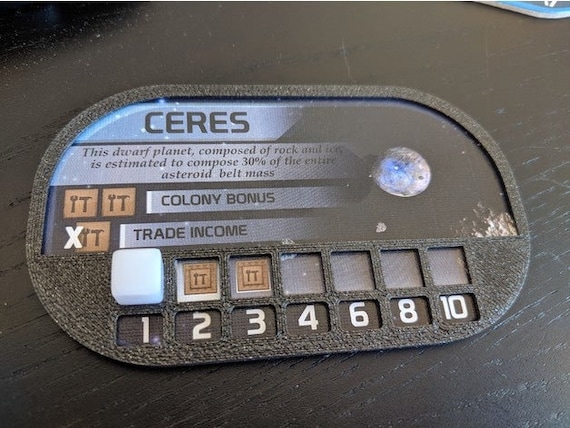 CERES
This dwarf planet, composed of rock and ice,
is estimated to compose 30% of the entire
asteroid belt mass
COLONY BONUS
X TRADE INCOME
1 2 3 4 6 8 10